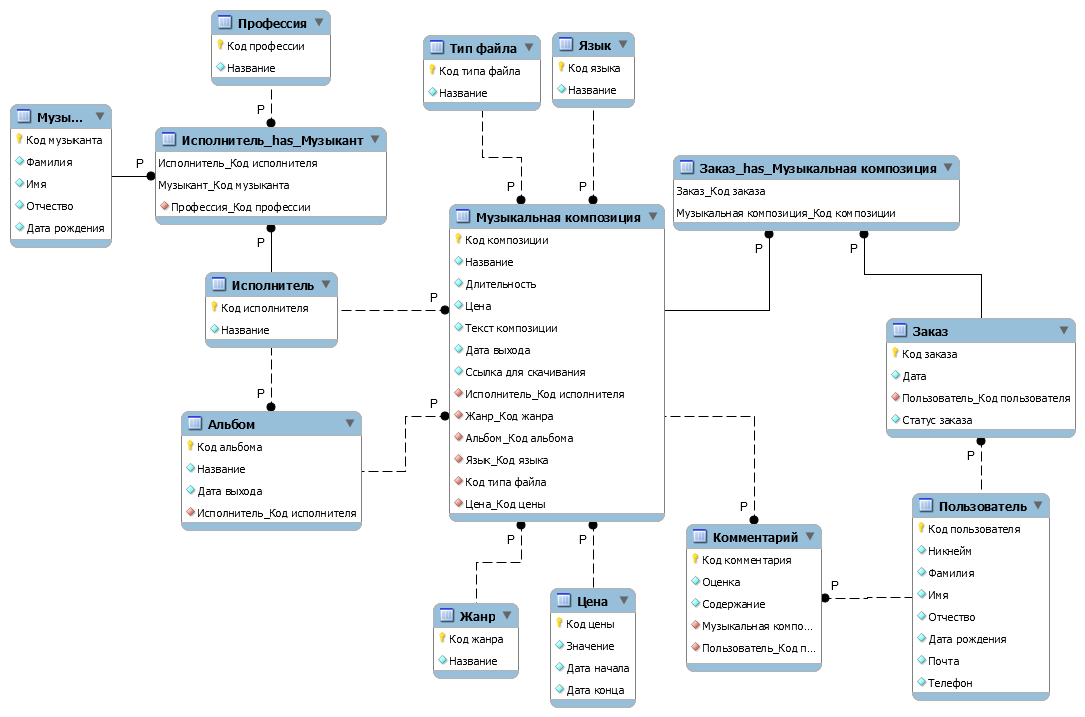 Профессия
Код профессии
Название
P
Музы...
Код музыканта
Фамилия
Имя
Отчество
Дата рождения
P
Исполнитель_has_Музыкант
Исполнитель_Код исполнителя
Музыкант_Код музыканта
Профессия_Код профессии
P
Исполнитель
Код исполнителя
Название
P
P
Альбом
Код альбома
Название
Дата выхода
Исполнитель_Код исполнителя
P
Тип файла
Код типа файла
Название
P
Язык
Код языка
Название
P
Музыкальная композиция
Код композиции
Название
Длительность
Цена
Текст композиции
Дата выхода
Ссылка для скачивания
Исполнитель_Код исполнителя
Жанр_Код жанра
Альбом_Код альбома
Язык_Код языка
Код типа файла
Цена_Код цены
P
P
Жанр
Код жанра
Название
Цена
Код цены
Значение
Дата начала
Дата конца
Заказ_has_Музыкальная композиция
Заказ_Код заказа
Музыкальная композиция_Код композиции
P
P
Заказ
Код заказа
Дата
Пользователь_Код пользователя
Статус заказа
P
P
Комментарий
Код комментария
Оценка
Содержание
Музыкальная компо...
Пользователь_Код п...
P
Пользователь
Код пользователя
Никнейм
Фамилия
Имя
Отчество
Дата рождения
Почта
Телефон